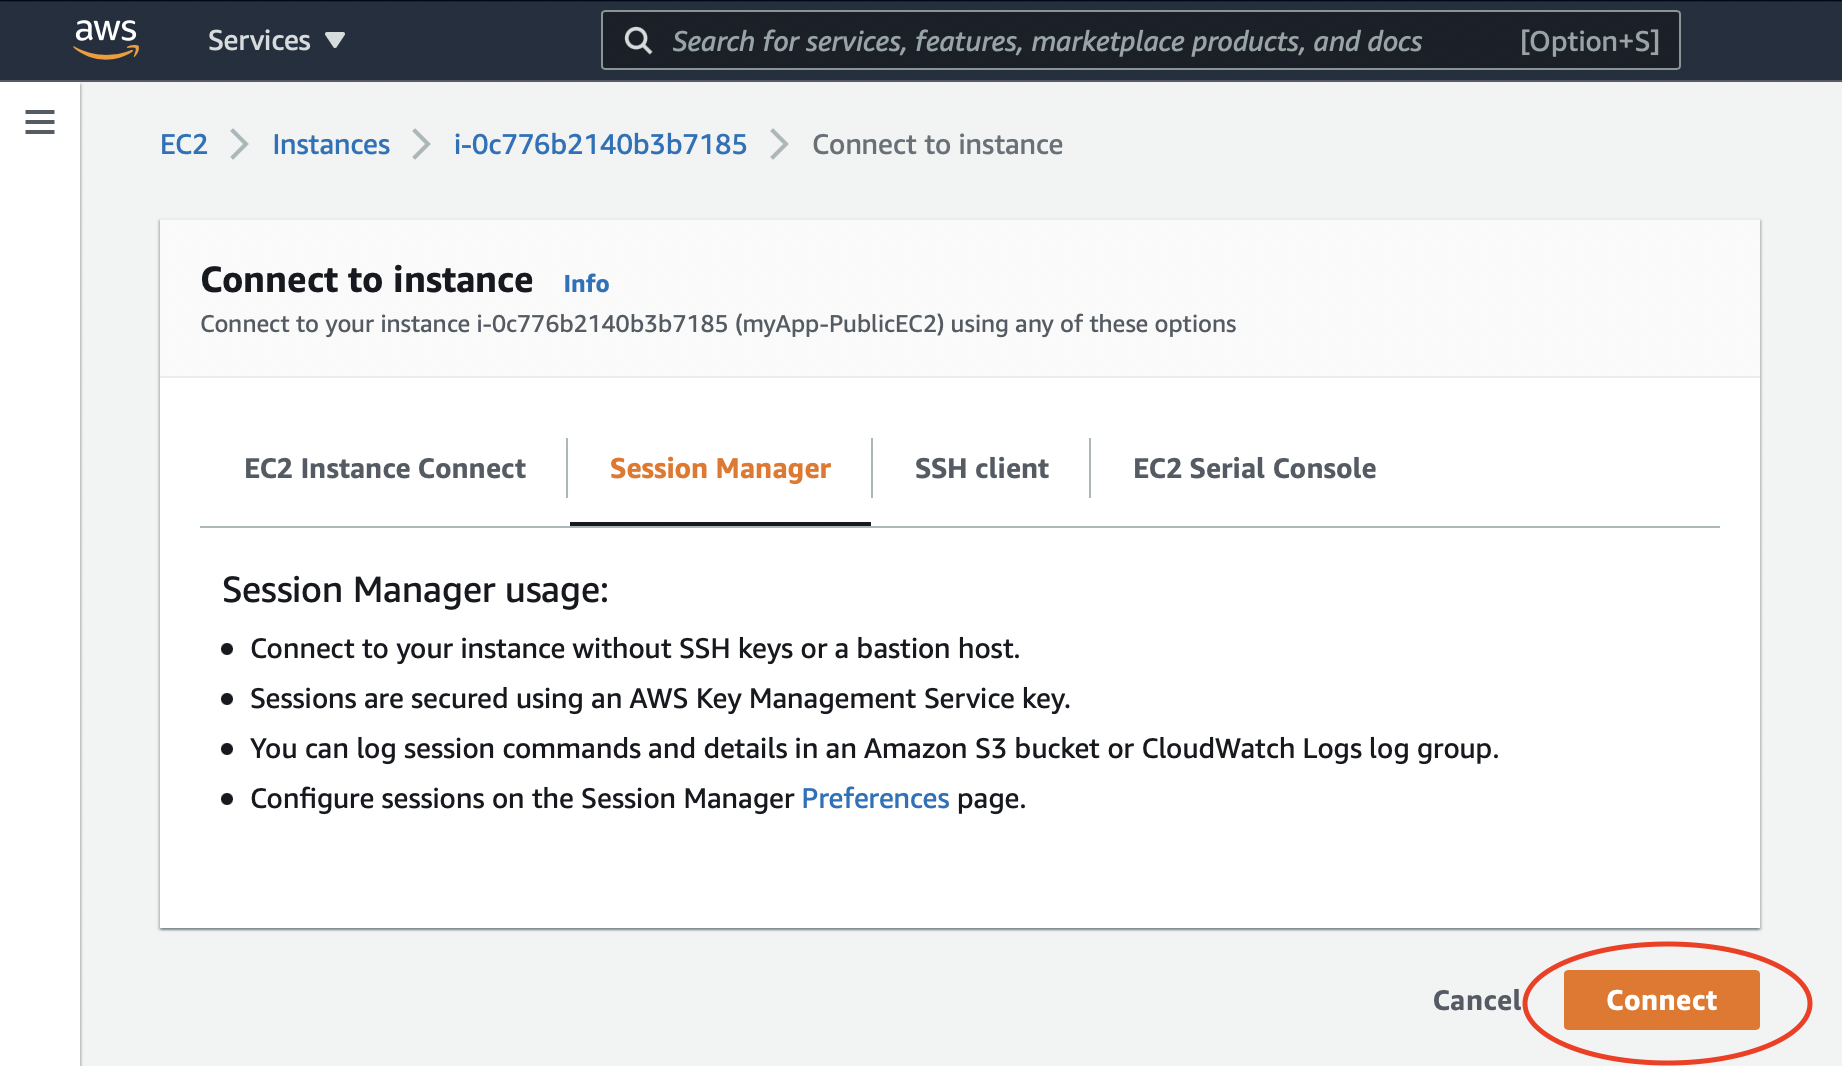 aws Services Search for services, features, marketplace products, and docs [Option+S]
EC2 Instances i-0c776b2140b3b7185 Connect to instance
Connect to instance Info
Connect to your instance i-0c776b2140b3b7185 (myApp-PublicEC2) using any of these options
EC2 Instance Connect Session Manager SSH client EC2 Serial Console
Session Manager usage:
Connect to your instance without SSH keys or a bastion host.
Sessions are secured using an AWS Key Management Service key.
You can log session commands and details in an Amazon S3 bucket or CloudWatch Logs log group.
Configure sessions on the Session Manager Preferences page.
Cancel Connect